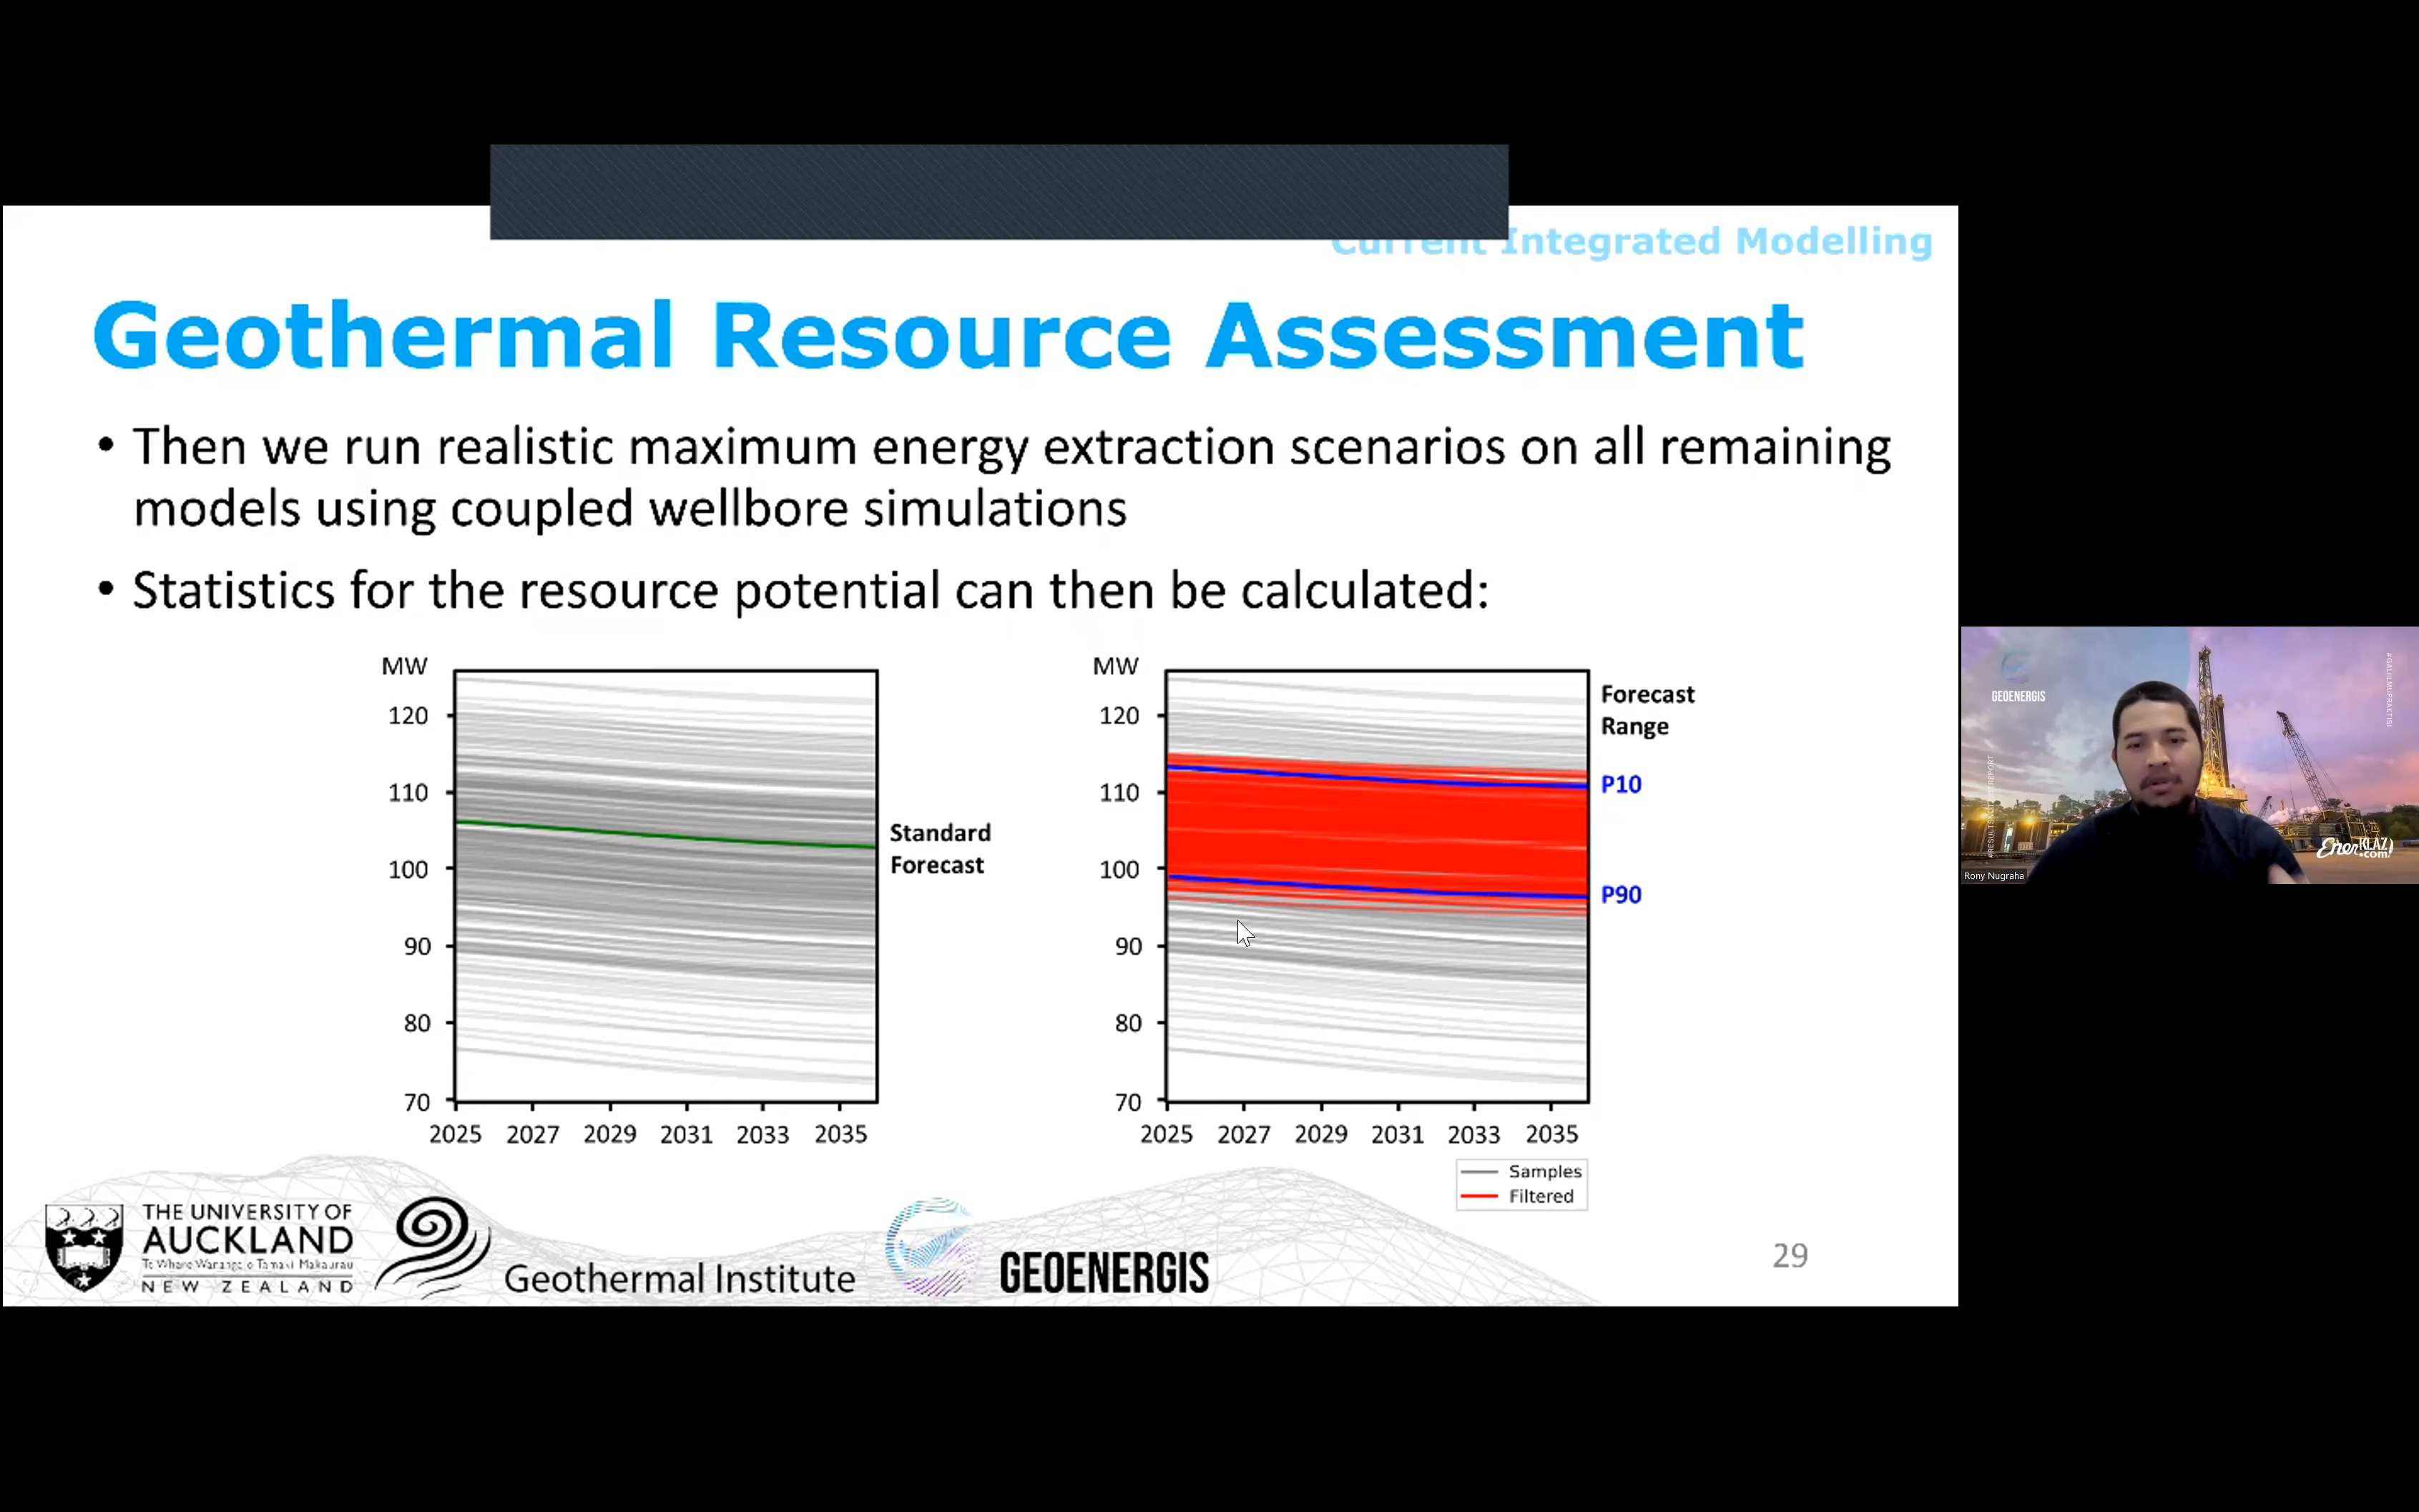 Current Integrated Modelling
Geothermal Resource Assessment
• Then we run realistic maximum energy extraction scenarios on all remaining
models using coupled wellbore simulations
• Statistics for the resource potential can then be calculated:
MW
120
110
100
90
80
70
2025 2027 2029 2031 2033 2035
Standard
Forecast
MW
120
110
100
90
80
70
2025 2027 2029 2031 2033 2035
Forecast
Range
P10
P90
Samples
Filtered
THE UNIVERSITY OF
AUCKLAND
Te Whare Wānanga o Tāmaki Makaurau
NEW ZEALAND
Geothermal Institute
GEOENERGIS
29
GEOENERGIS
#GALIILMUPRAKTISI
EnerKLAZ
.com
Rony Nugraha